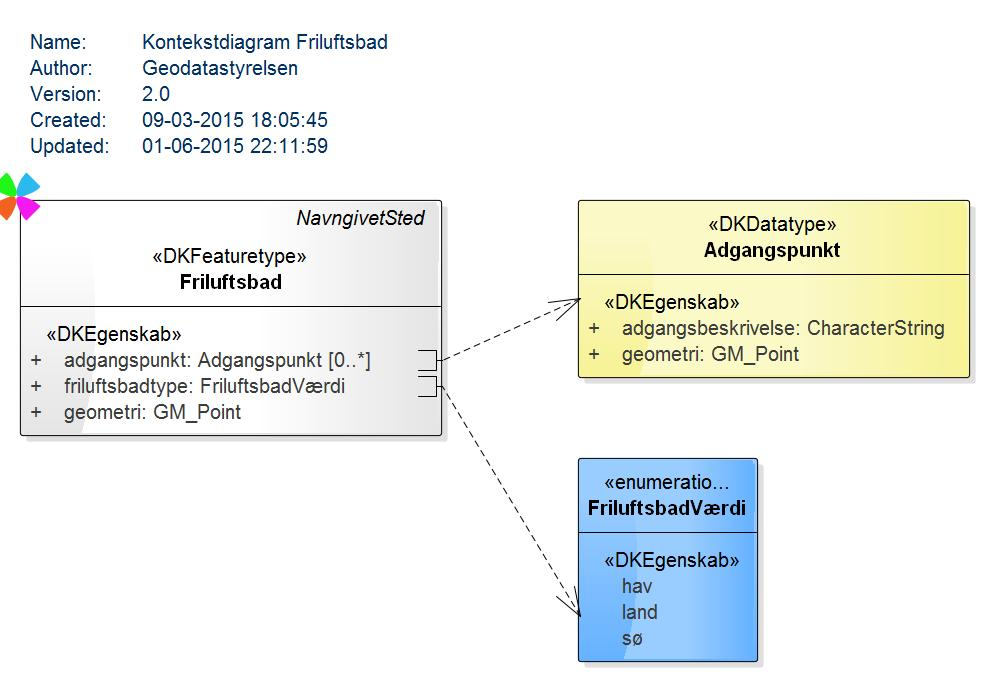 Name: Kontekstdiagram Friluftsbad
Author: Geodatastyrelsen
Version: 2.0
Created: 09-03-2015 18:05:45
Updated: 01-06-2015 22:11:59
NavngivetSted
«DKFeaturetype»
Friluftsbad
«DKEgenskab»
+ adgangspunkt: Adgangspunkt [0..*]
+ friluftsbadtype: FriluftsbadVærdi
+ geometri: GM_Point
«DKDatatype»
Adgangspunkt
«DKEgenskab»
+ adgangsbeskrivelse: CharacterString
+ geometri: GM_Point
«enumeratio...
FriluftsbadVærdi
«DKEgenskab»
hav
land
sø